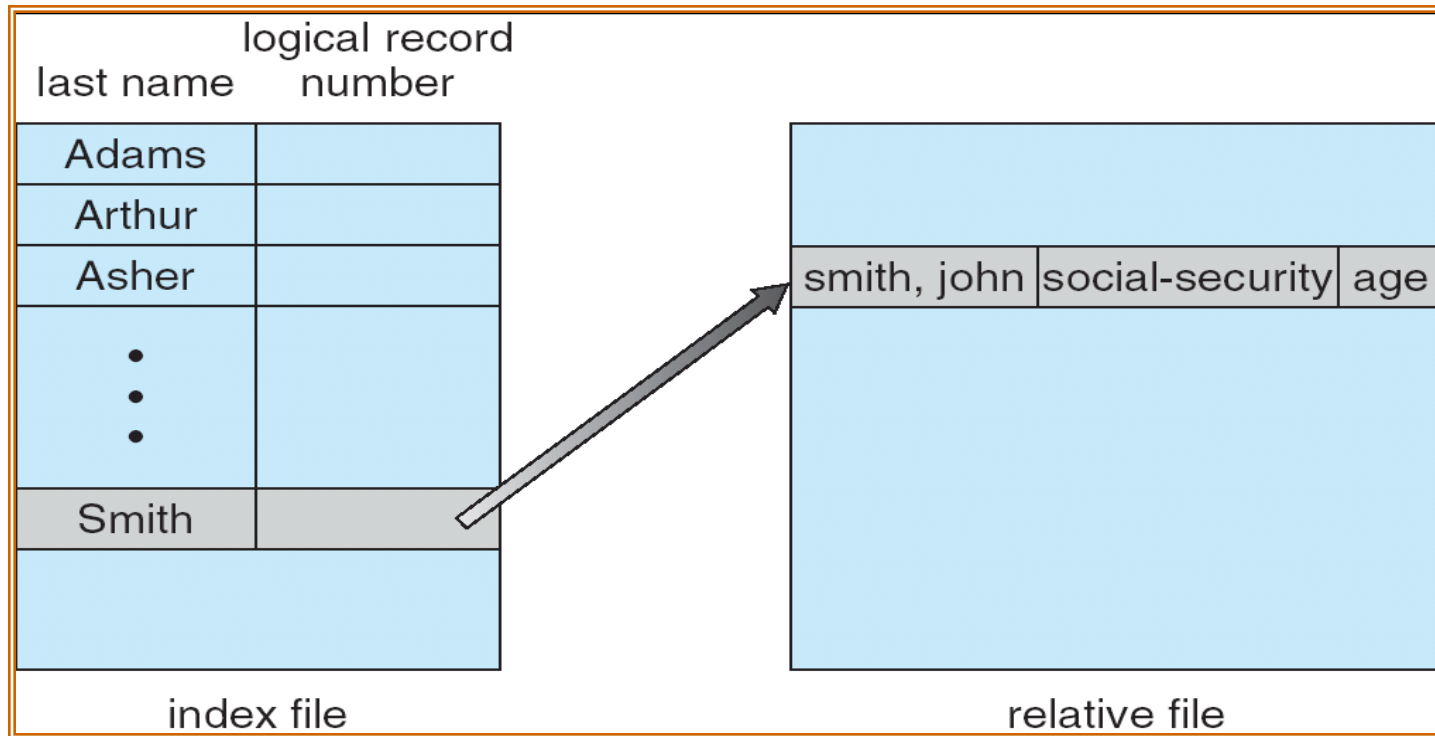 logical record
last name number
Adams
Arthur
Asher
smith, john social-security age
Smith
index file relative file